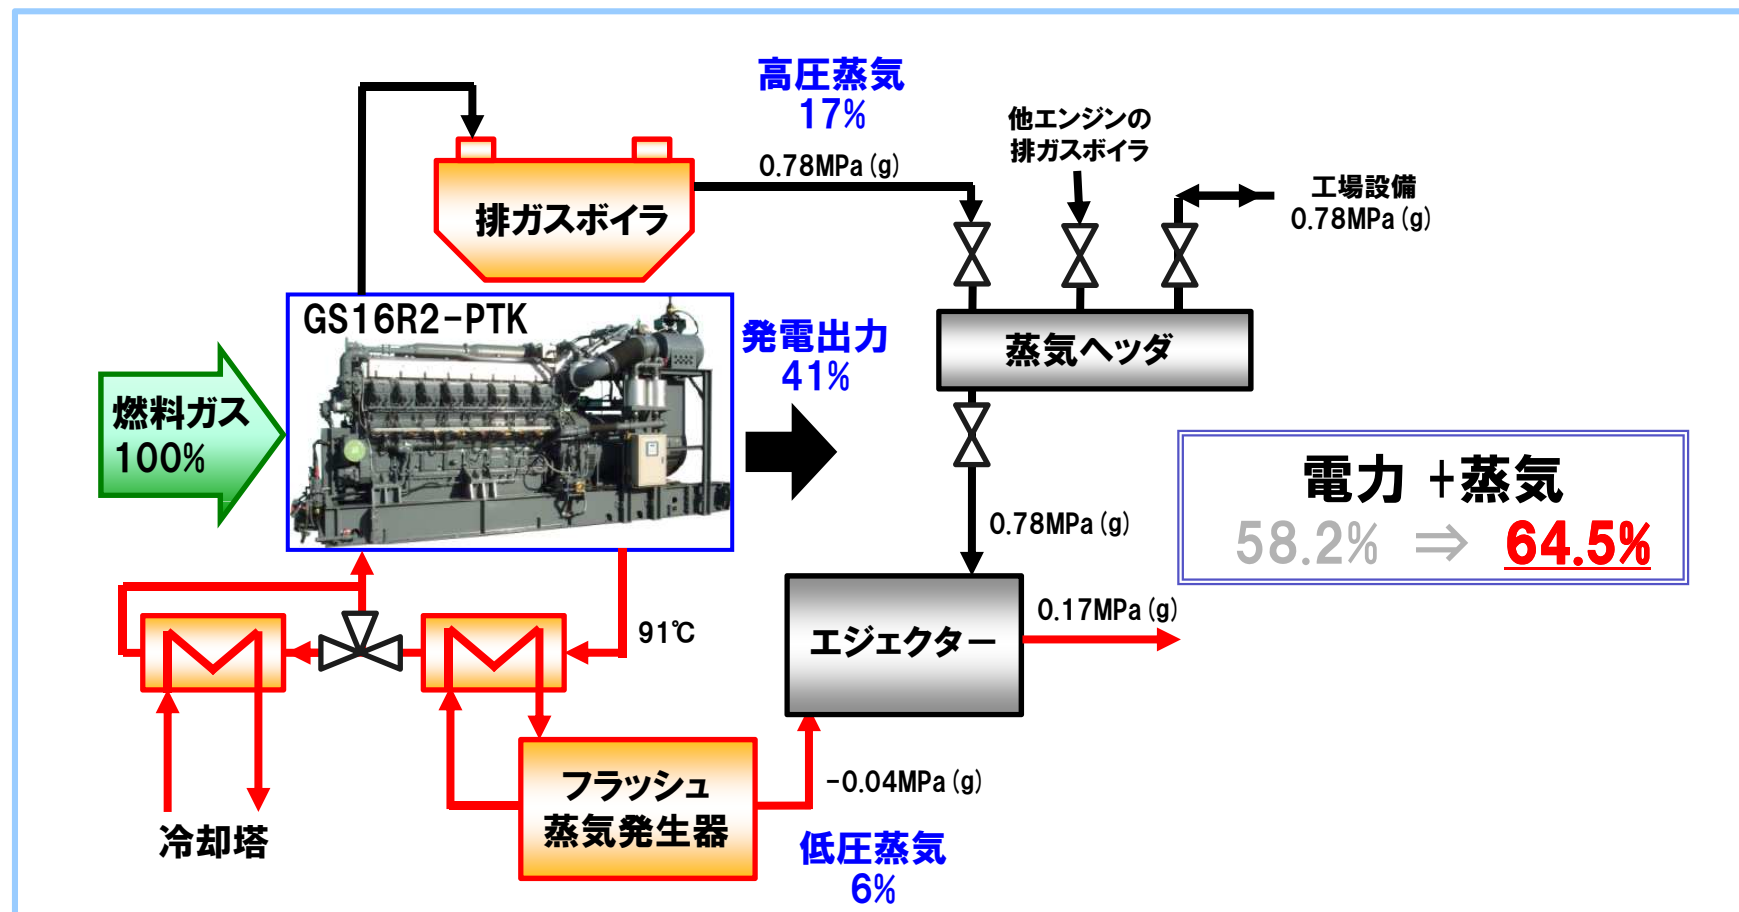 高圧蒸気
17%
0.78MPa(g)
他エンジンの
排ガスボイラ
工場設備
0.78MPa(g)
排ガスボイラ
GS16R2-PTK
発電出力
41%
蒸気ヘッダ
燃料ガス
100%
電力 +蒸気
58.2% ⇒ 64.5%
0.78MPa(g)
0.17MPa(g)
91℃
エジェクター
-0.04MPa(g)
フラッシュ
蒸気発生器
冷却塔
低圧蒸気
6%